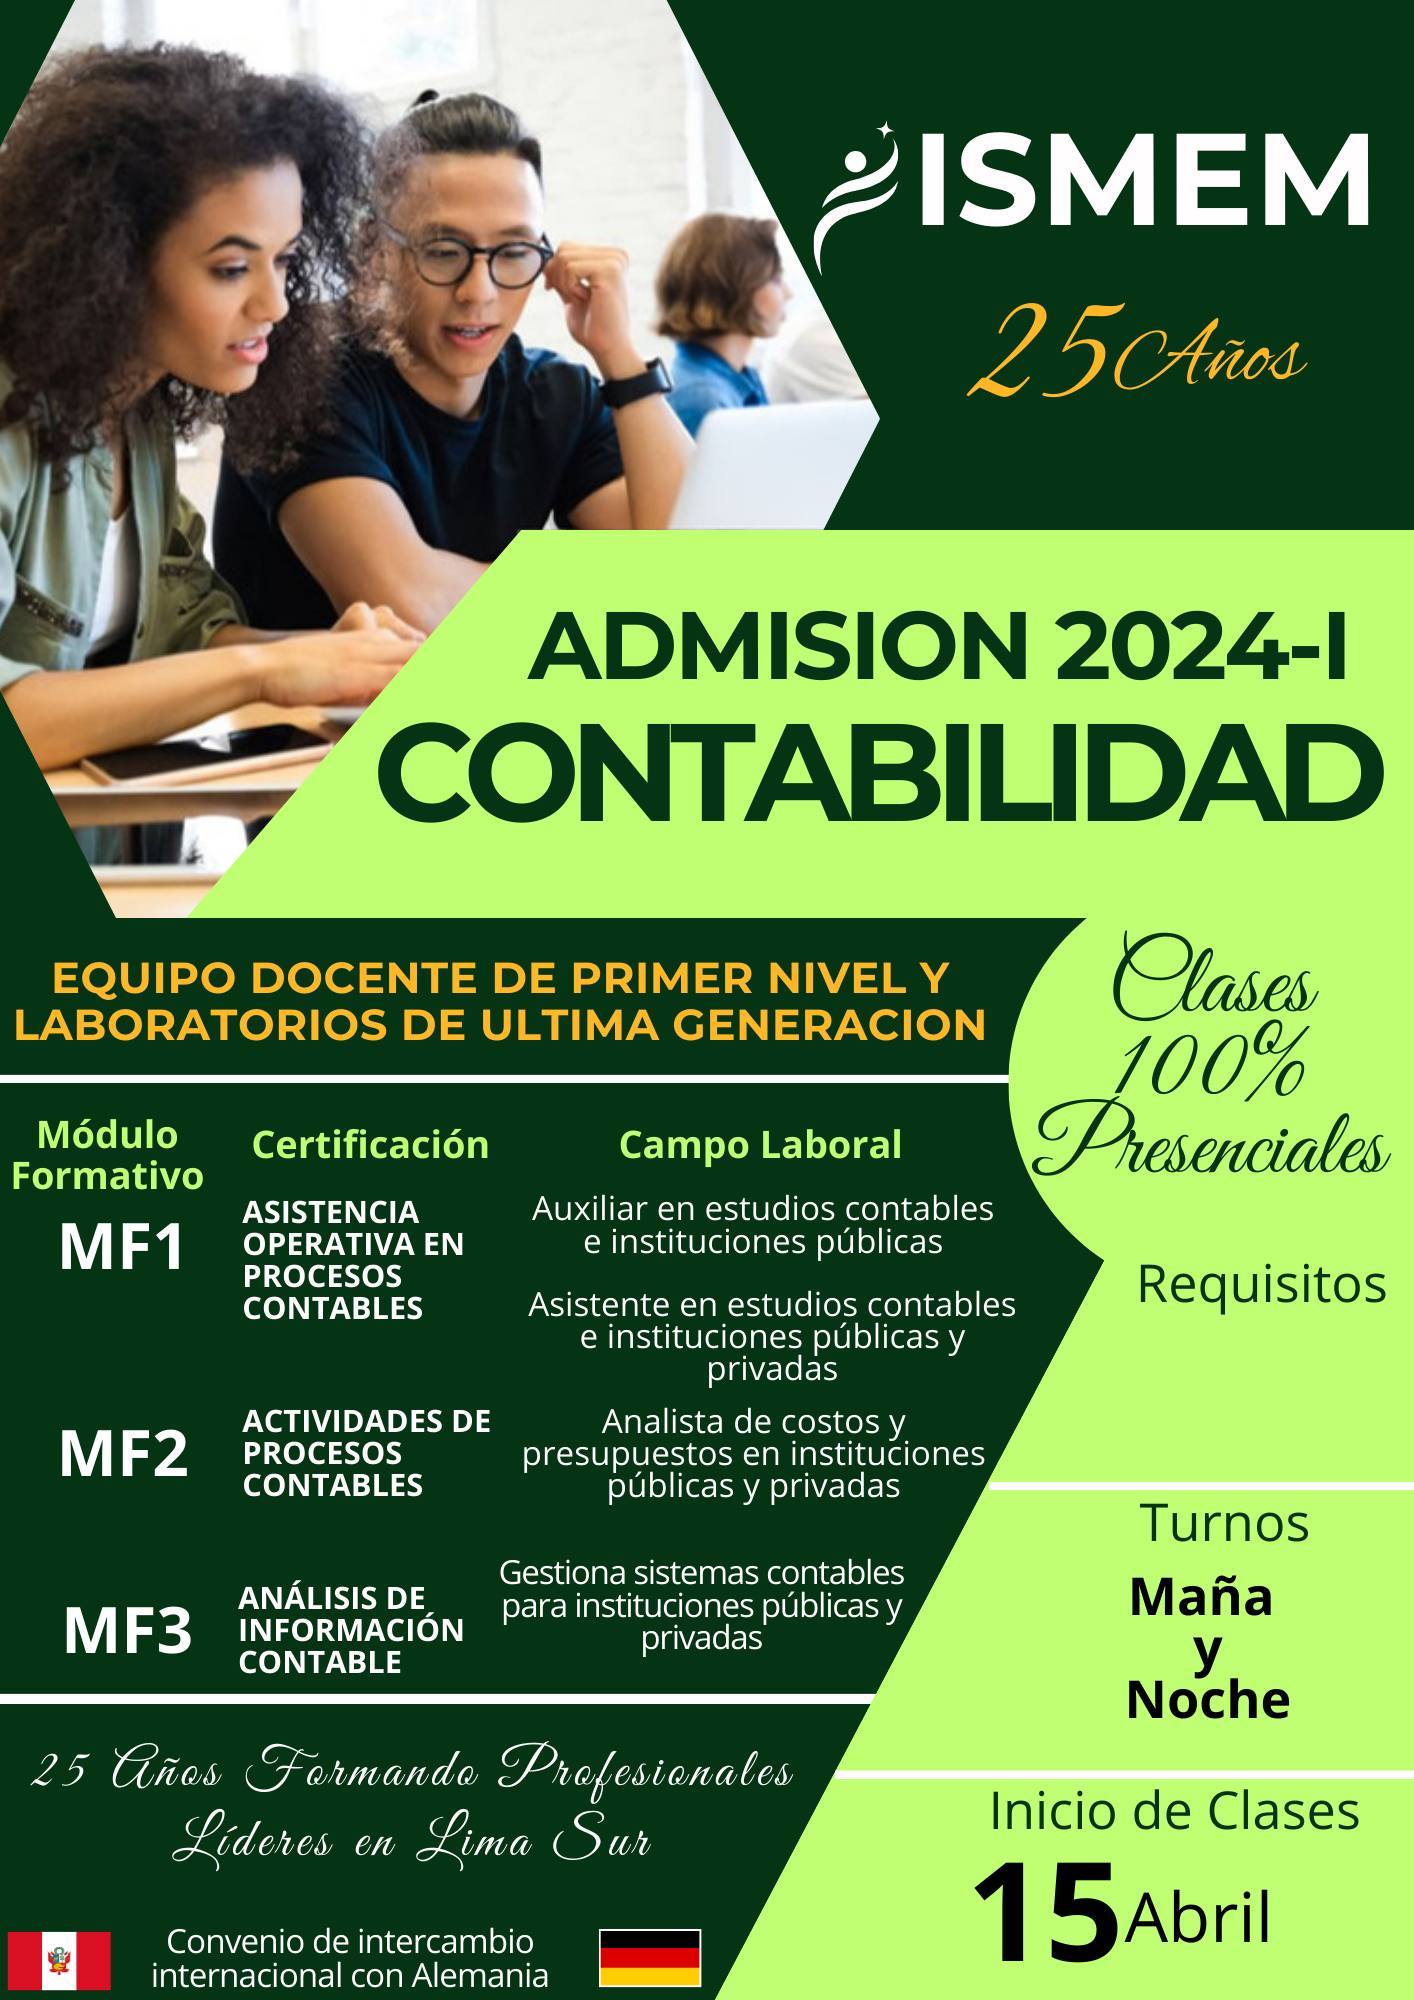 ISMEM
25 Años
ADMISION 2024-I
CONTABILIDAD
EQUIPO DOCENTE DE PRIMER NIVEL Y
LABORATORIOS DE ULTIMA GENERACION
Clases
100%
Presenciales
Módulo
Formativo
Certificación
Campo Laboral
MF1
ASISTENCIA
OPERATIVA EN
PROCESOS
CONTABLES
Auxiliar en estudios contables
e instituciones públicas
Asistente en estudios contables
e instituciones públicas y
privadas
MF2
ACTIVIDADES DE
PROCESOS
CONTABLES
Analista de costos y
presupuestos en instituciones
públicas y privadas
MF3
ANÁLISIS DE
INFORMACIÓN
CONTABLE
Gestiona sistemas contables
para instituciones públicas y
privadas
Requisitos
Turnos
Maña
y
Noche
Inicio de Clases
15 Abril
25 Años Formando Profesionales
Líderes en Lima Sur
Convenio de intercambio
internacional con Alemania